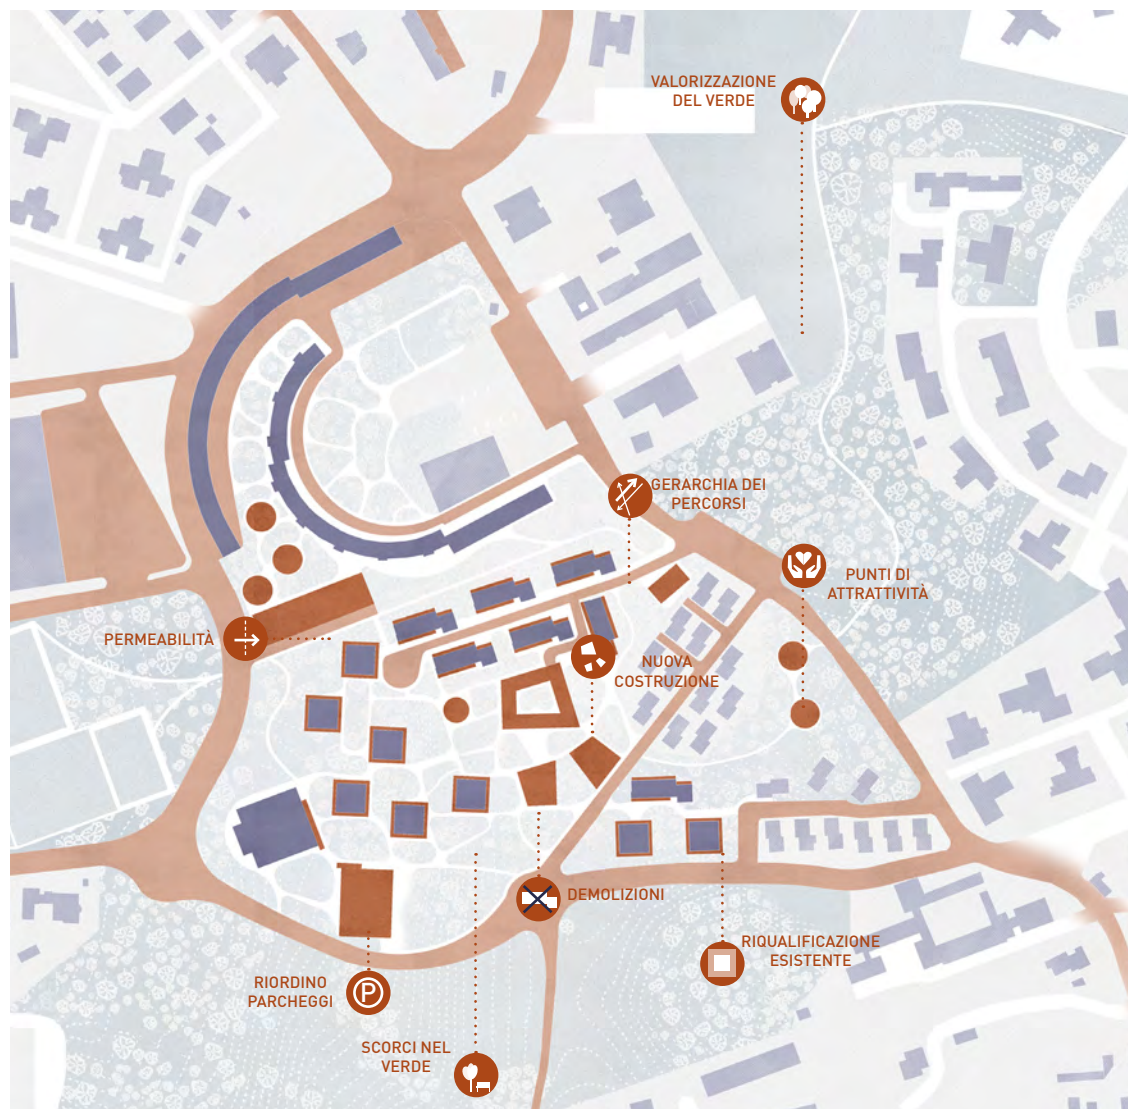 VALORIZZAZIONE
DEL VERDE
GERARCHIA DEI
PERCORSI
PUNTI DI
ATTRATTIVITÀ
PERMEABILITÀ
NUOVA
COSTRUZIONE
DEMOLIZIONI
RIQUALIFICAZIONE
ESISTENTE
RIORDINO
PARCHEGGI
P
SCORCI NEL
VERDE